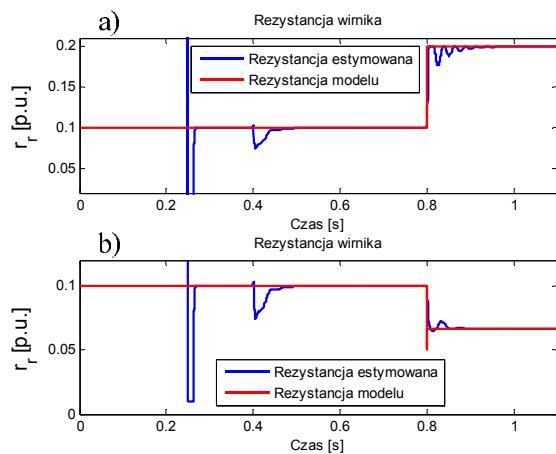 a)
Rezystancja wirnika
0.2
0.15
0.1
0.05
r_r [p.u.]
Rezystancja estymowana
Rezystancja modelu
0 0.2 0.4 0.6 0.8 1
Czas [s]
b)
Rezystancja wirnika
0.1
0.05
0
r_r [p.u.]
Rezystancja estymowana
Rezystancja modelu
0 0.2 0.4 0.6 0.8 1
Czas [s]